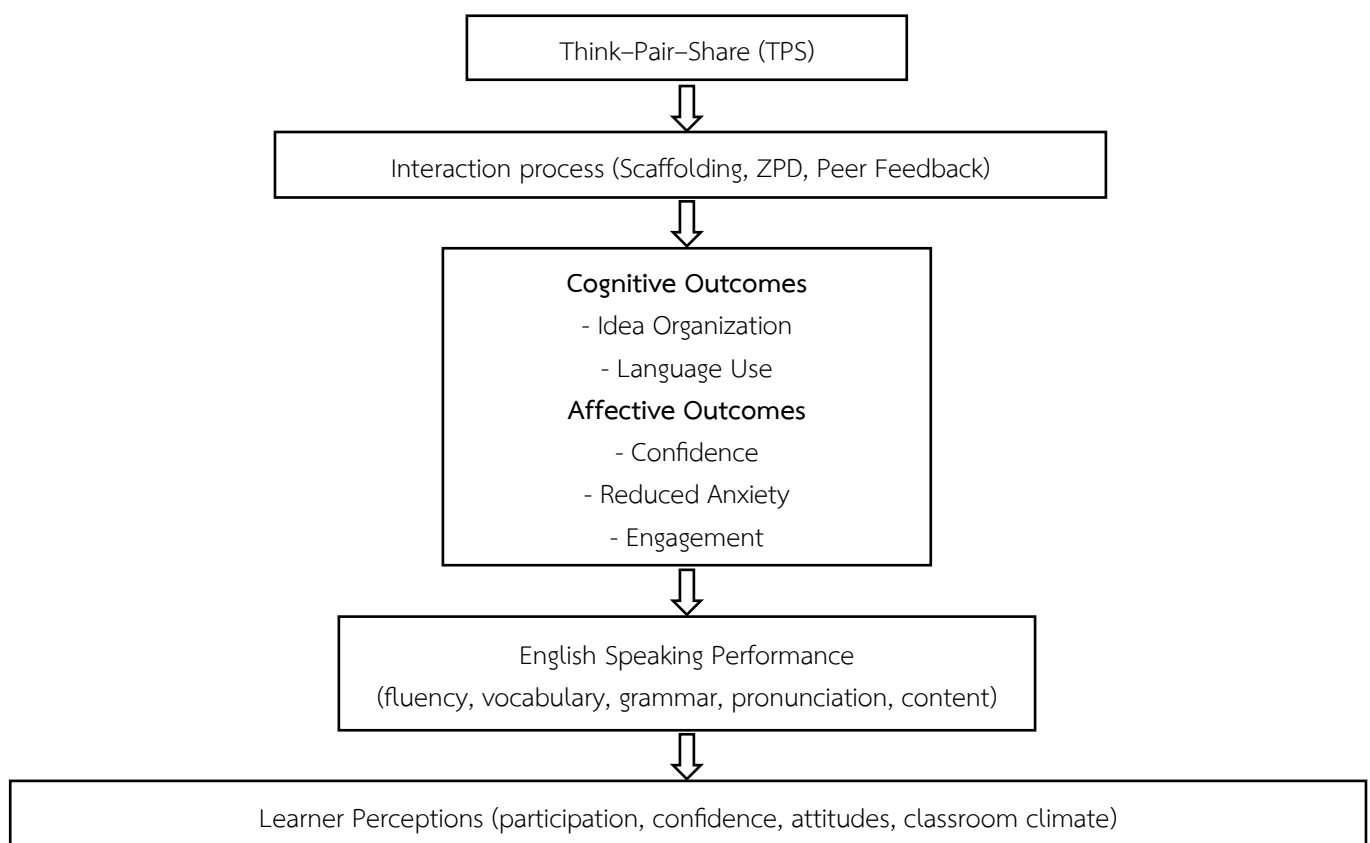 Think–Pair–Share (TPS)
Interaction process (Scaffolding, ZPD, Peer Feedback)
Cognitive Outcomes
- Idea Organization
- Language Use
Affective Outcomes
- Confidence
- Reduced Anxiety
- Engagement
English Speaking Performance
(fluency, vocabulary, grammar, pronunciation, content)
Learner Perceptions (participation, confidence, attitudes, classroom climate)